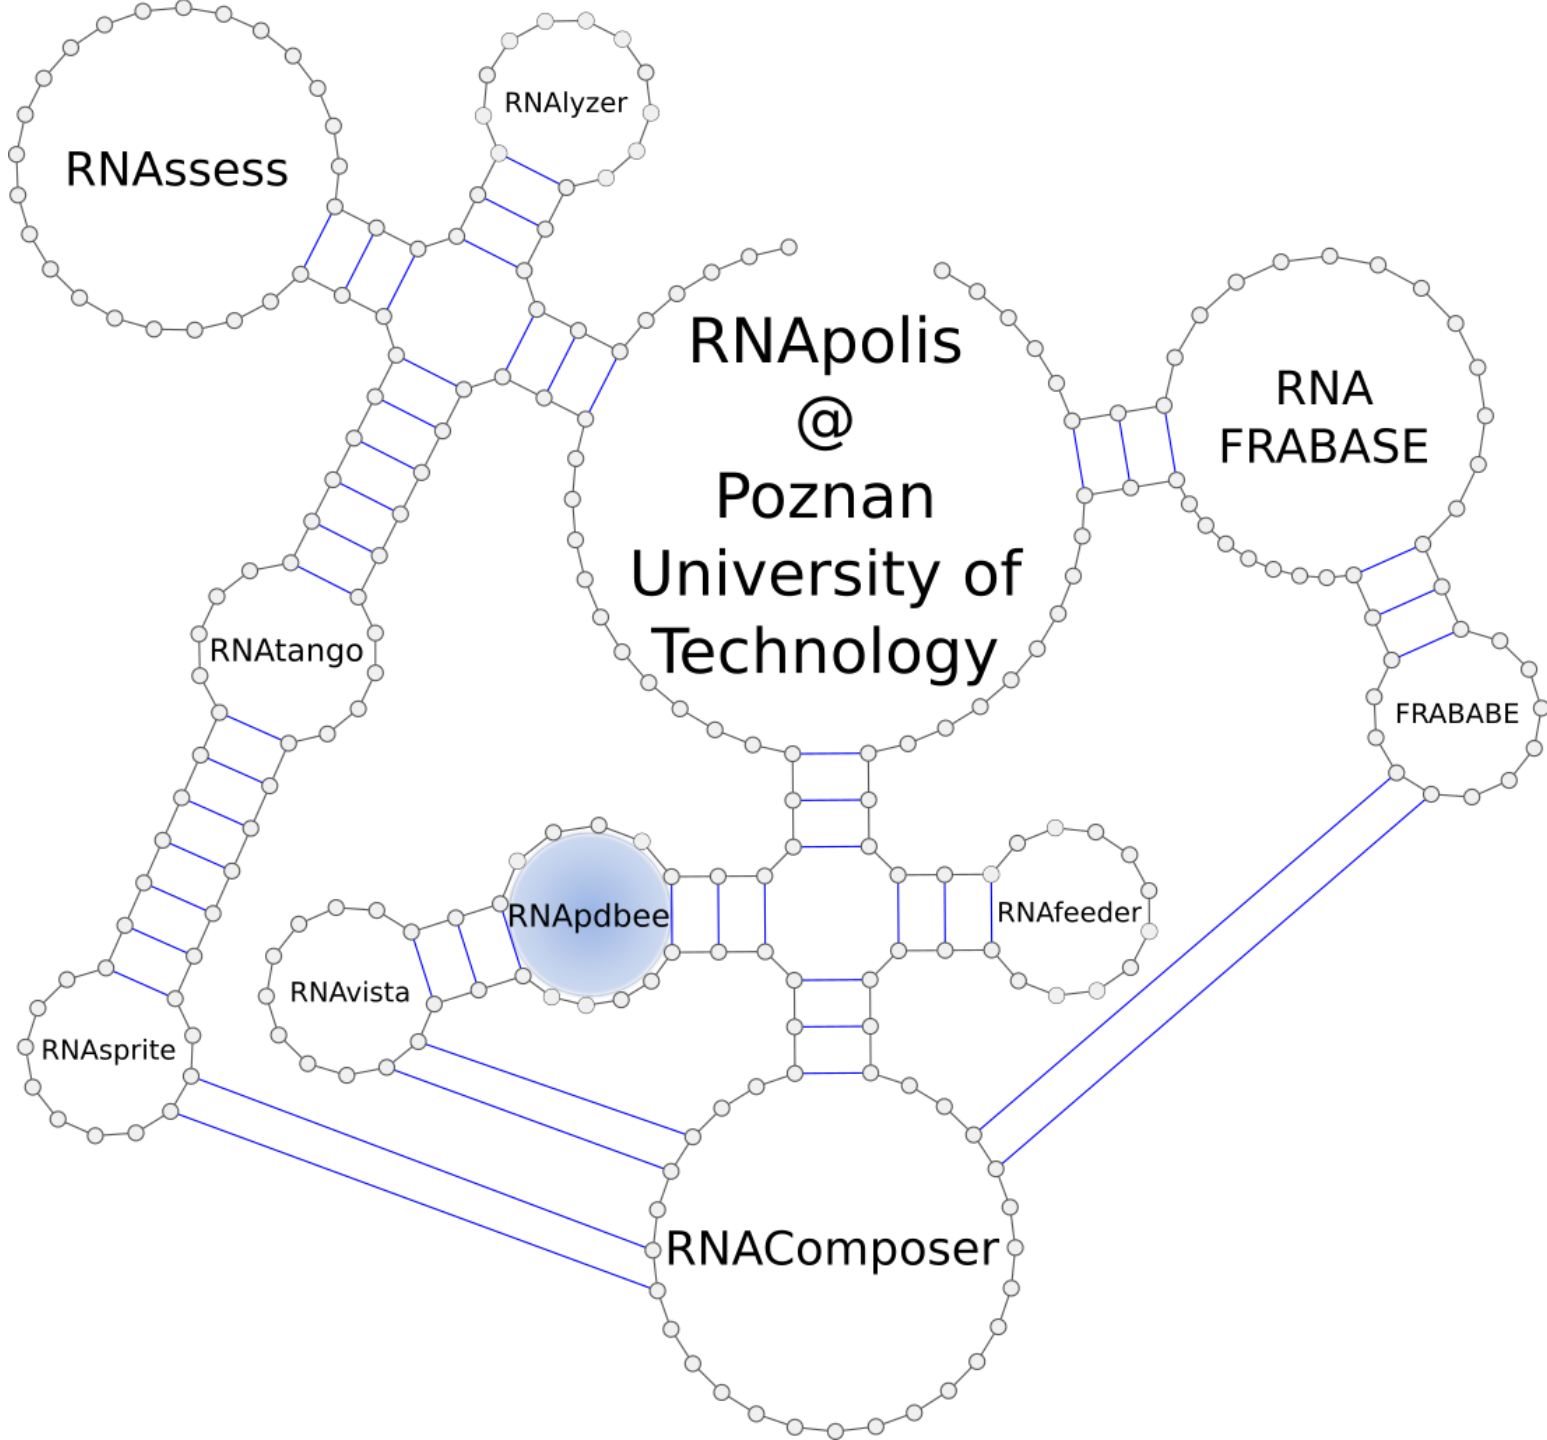 RNAlyzer
RNAssess
RNApolis
@
Poznan
University of
Technology
RNA
FRABASE
RNAtango
FRABABE
RNApdbee
RNAfeeder
RNAvista
RNAsprite
RNAComposer